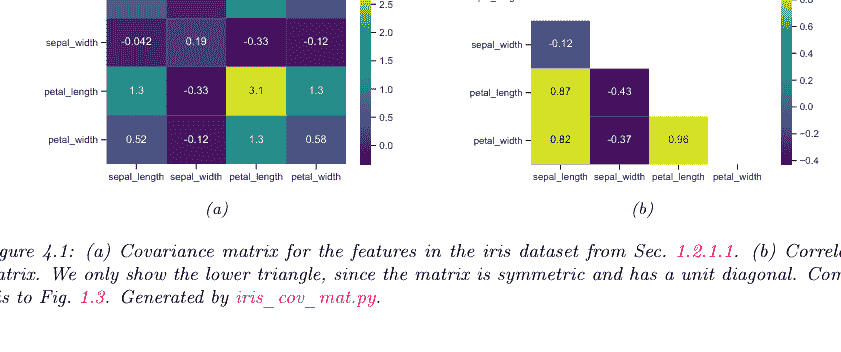 2.5
0.8
sepal_width -0.042 0.19 -0.33 -0.12
2.0
sepal_width -0.12
0.6
petal_length 1.3 -0.33 3.1 1.3
1.5
petal_length 0.87 -0.43
0.4
1.0
0.2
0.5
0.0
petal_width 0.52 -0.12 1.3 0.58
0.0
petal_width 0.82 -0.37 0.96
−0.2
−0.4
sepal_length sepal_width petal_length petal_width
sepal_length sepal_width petal_length petal_width
(a)
(b)
gure 4.1: (a) Covariance matrix for the features in the iris dataset from Sec. 1.2.1.1. (b) Correl
atrix. We only show the lower triangle, since the matrix is symmetric and has a unit diagonal. Com
is to Fig. 1.3. Generated by iris_cov_mat.py.